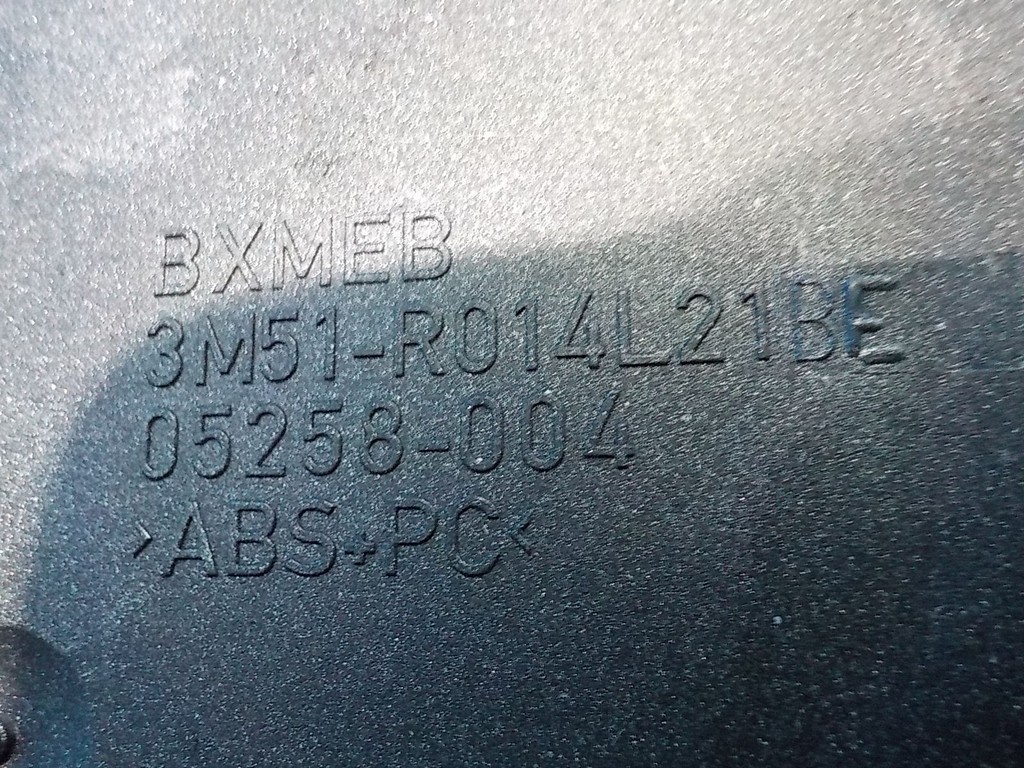 BXMEB
3M51-R014L21BE
05258-004
>ABS+PC<